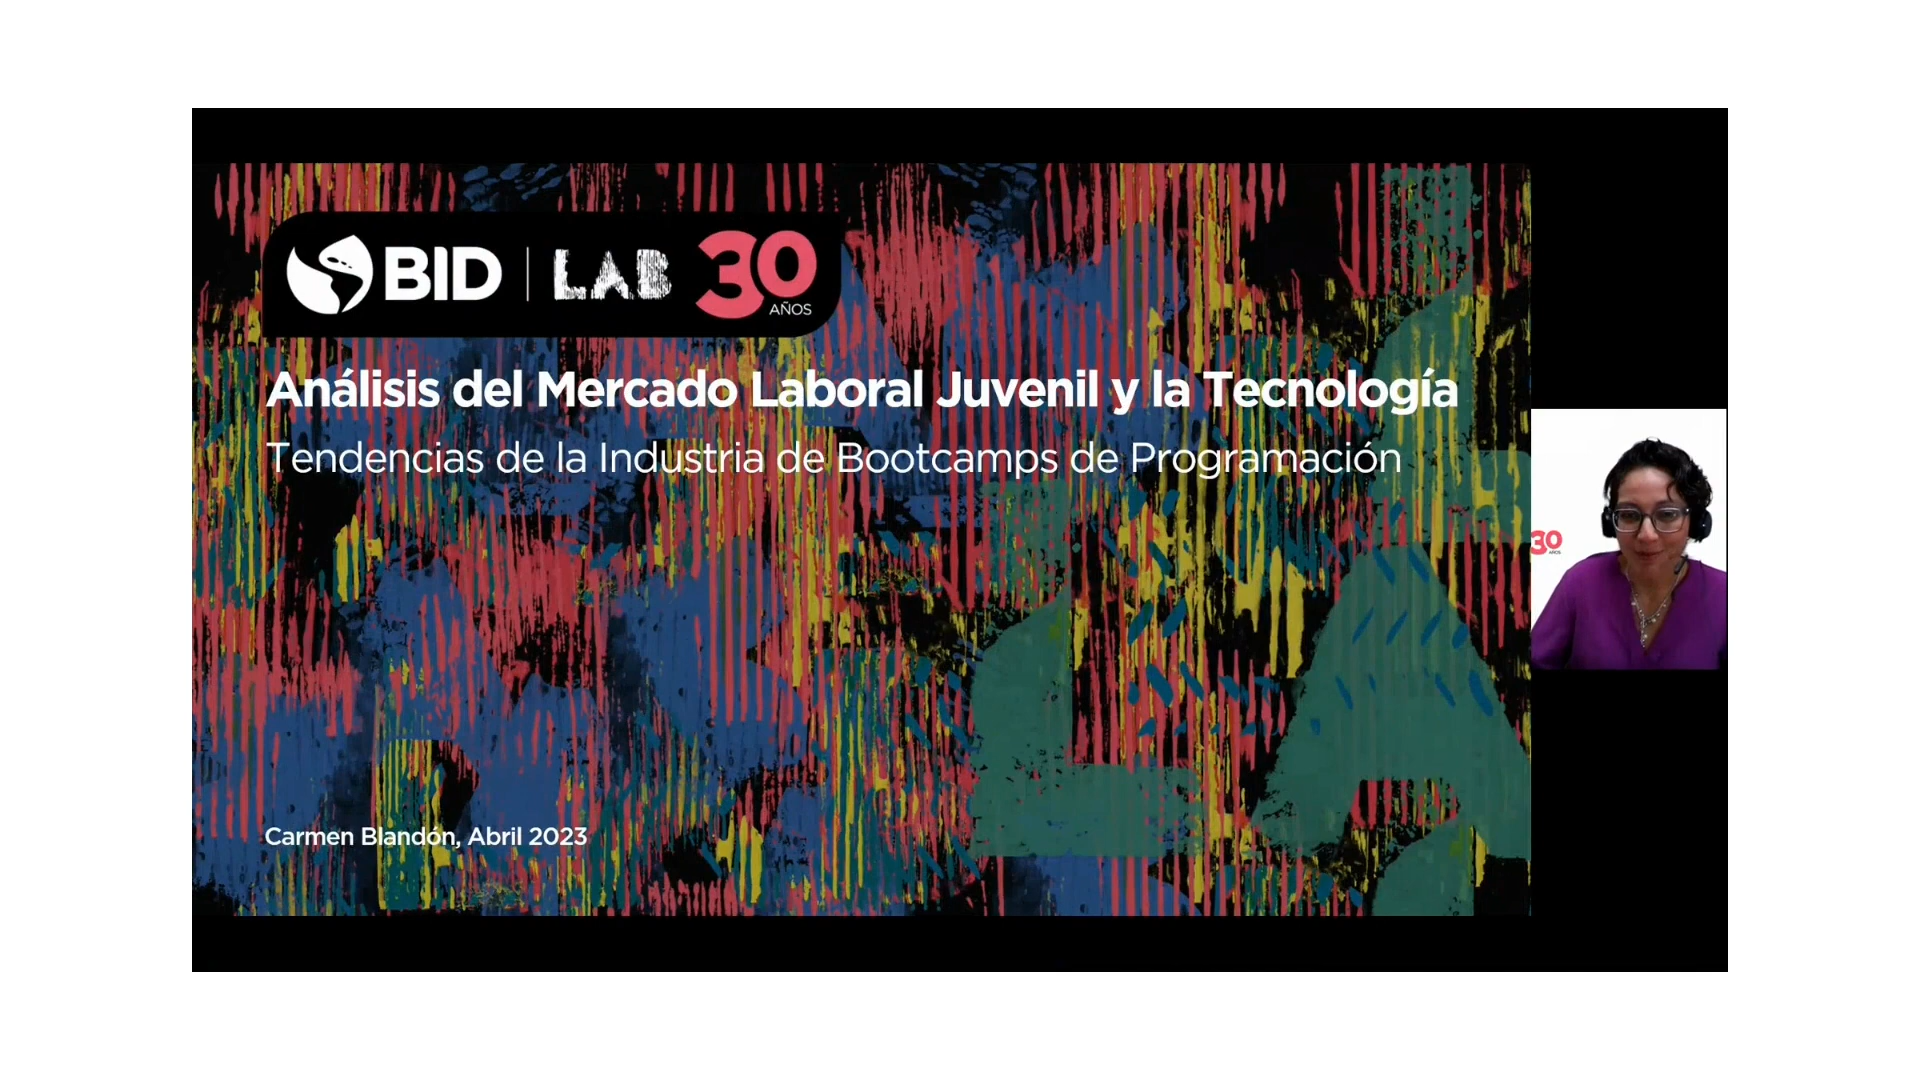 BID | LAB 30
AÑOS
Análisis del Mercado Laboral Juvenil y la Tecnología
Tendencias de la Industria de Bootcamps de Programación
30
AÑOS
Carmen Blandón, Abril 2023